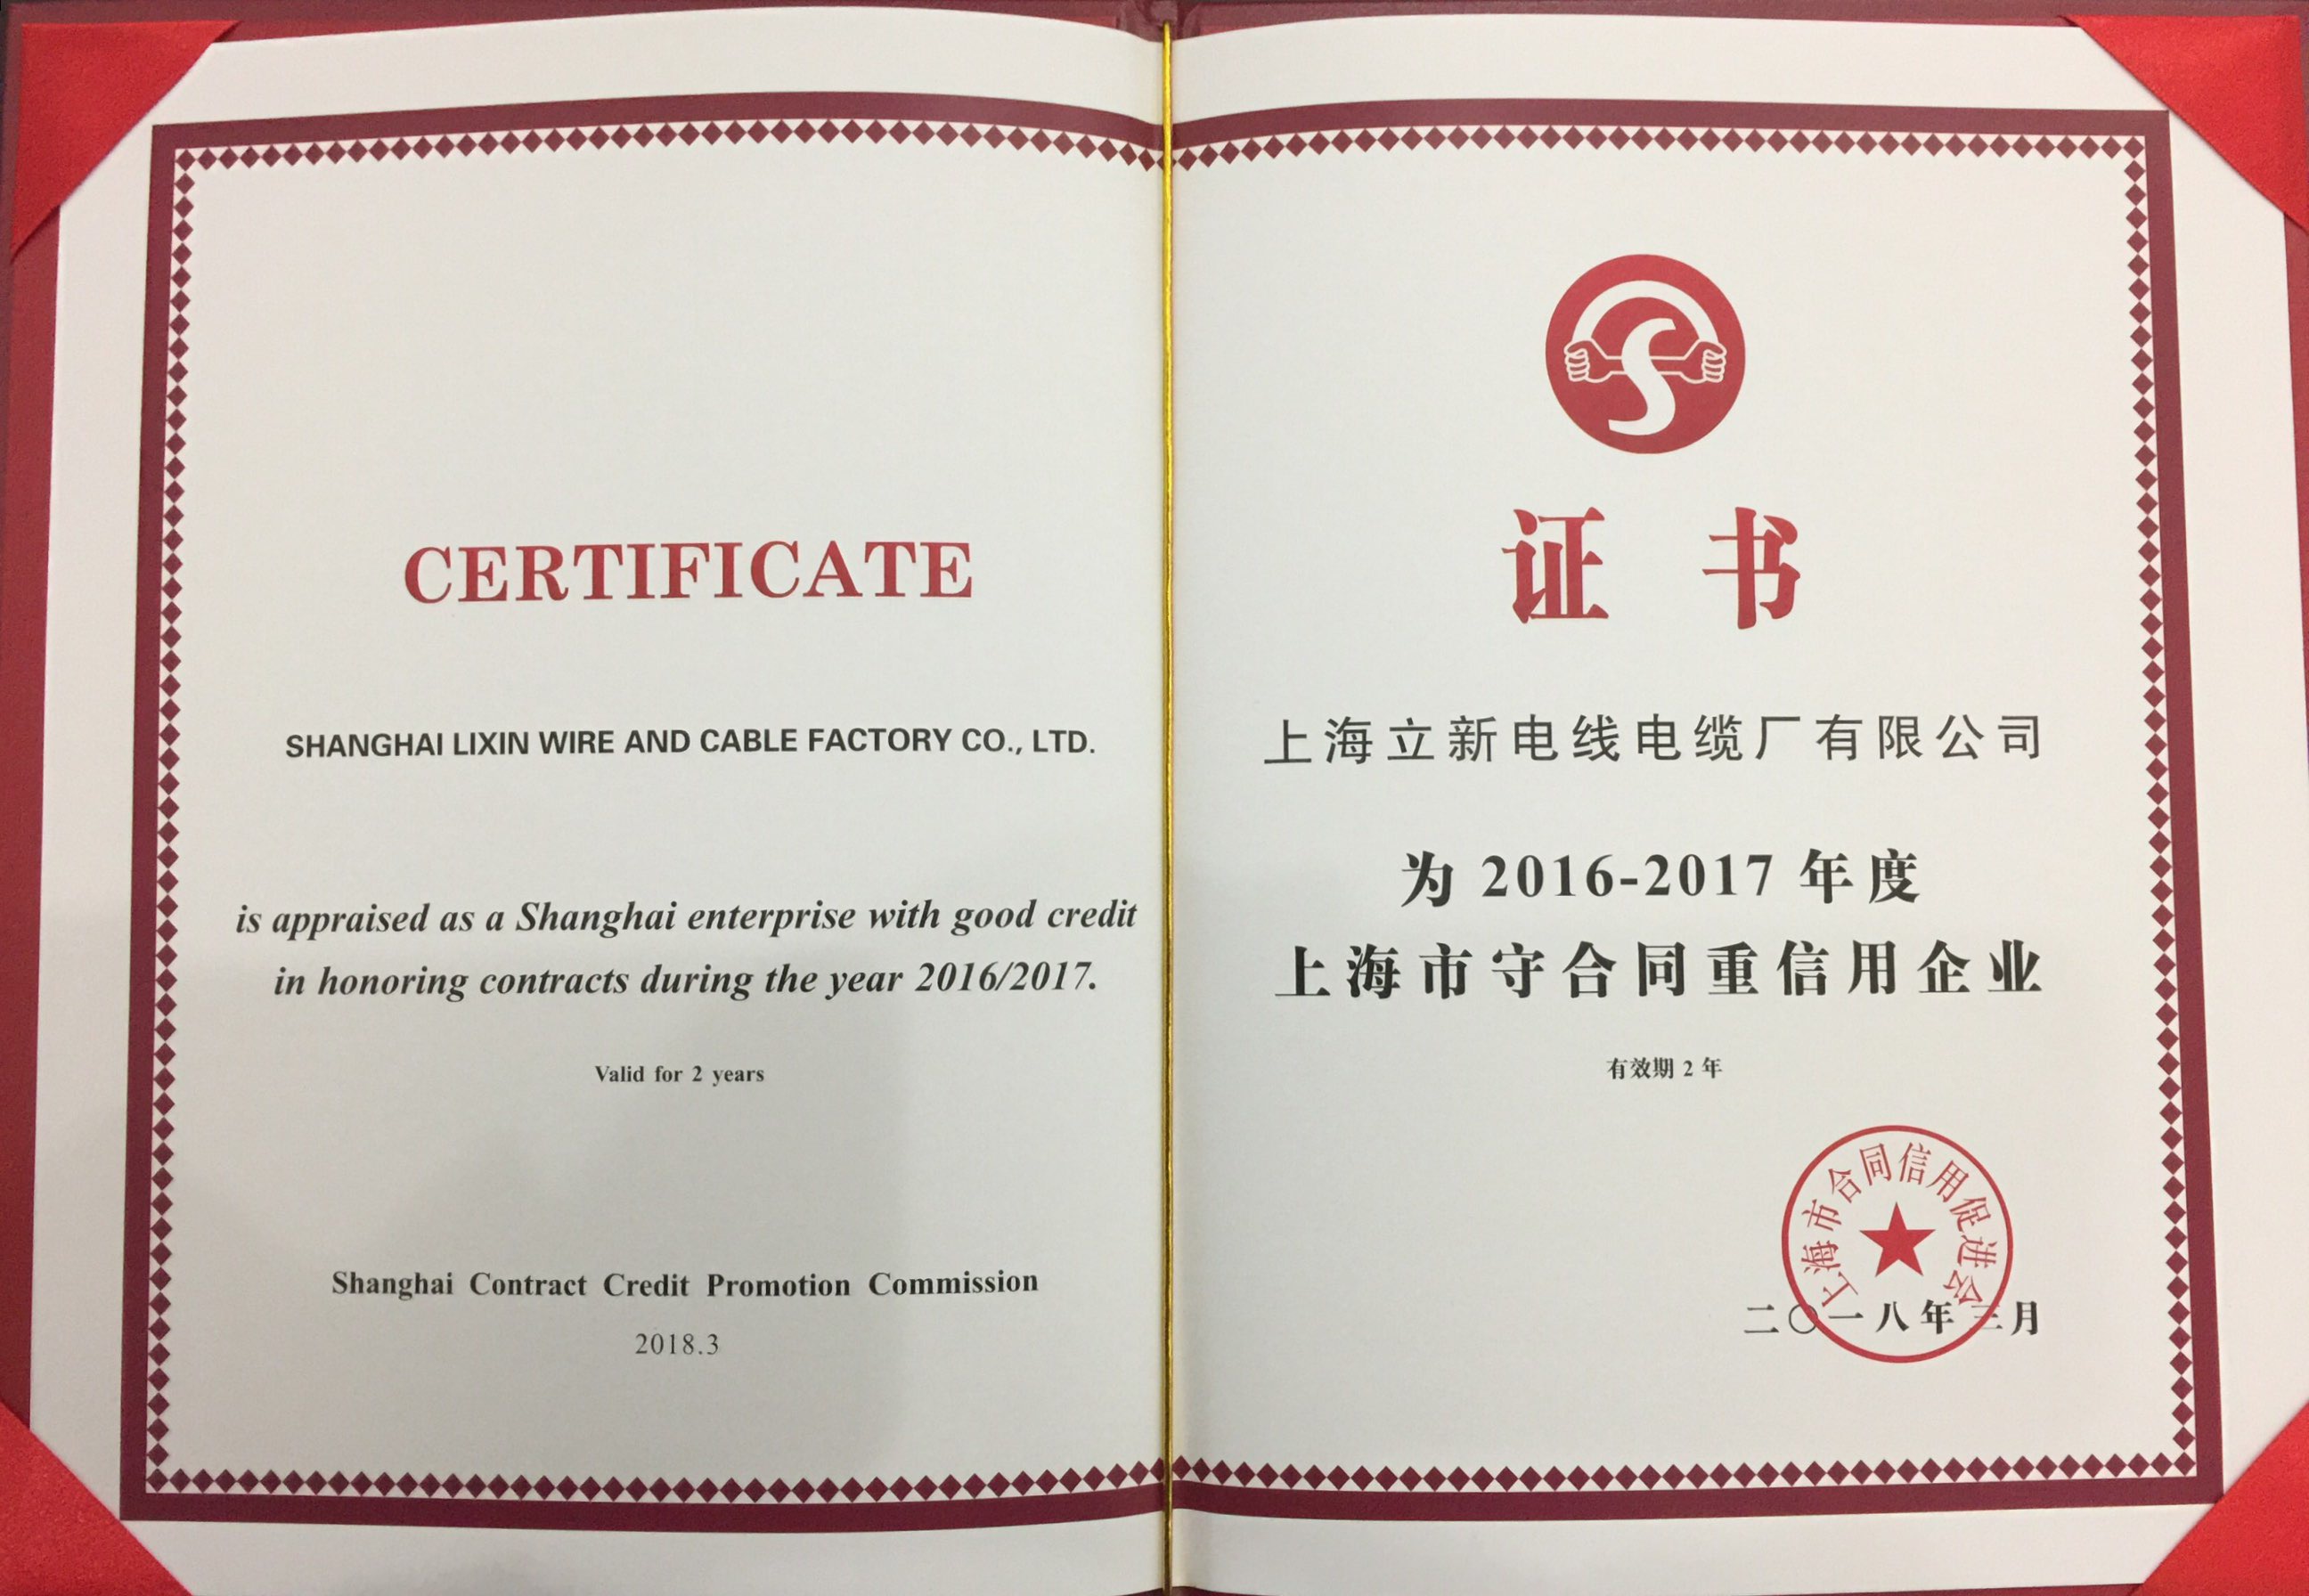 CERTIFICATE
SHANGHAI LIXIN WIRE AND CABLE FACTORY CO., LTD.
is appraised as a Shanghai enterprise with good credit
in honoring contracts during the year 2016/2017.
Valid for 2 years
Shanghai Contract Credit Promotion Commission
2018.3
证书
上海立新电线电缆厂有限公司
为 2016-2017 年度
上海市守合同重信用企业
有效期 2 年
上海市合同信用促进会
二〇一八年三月